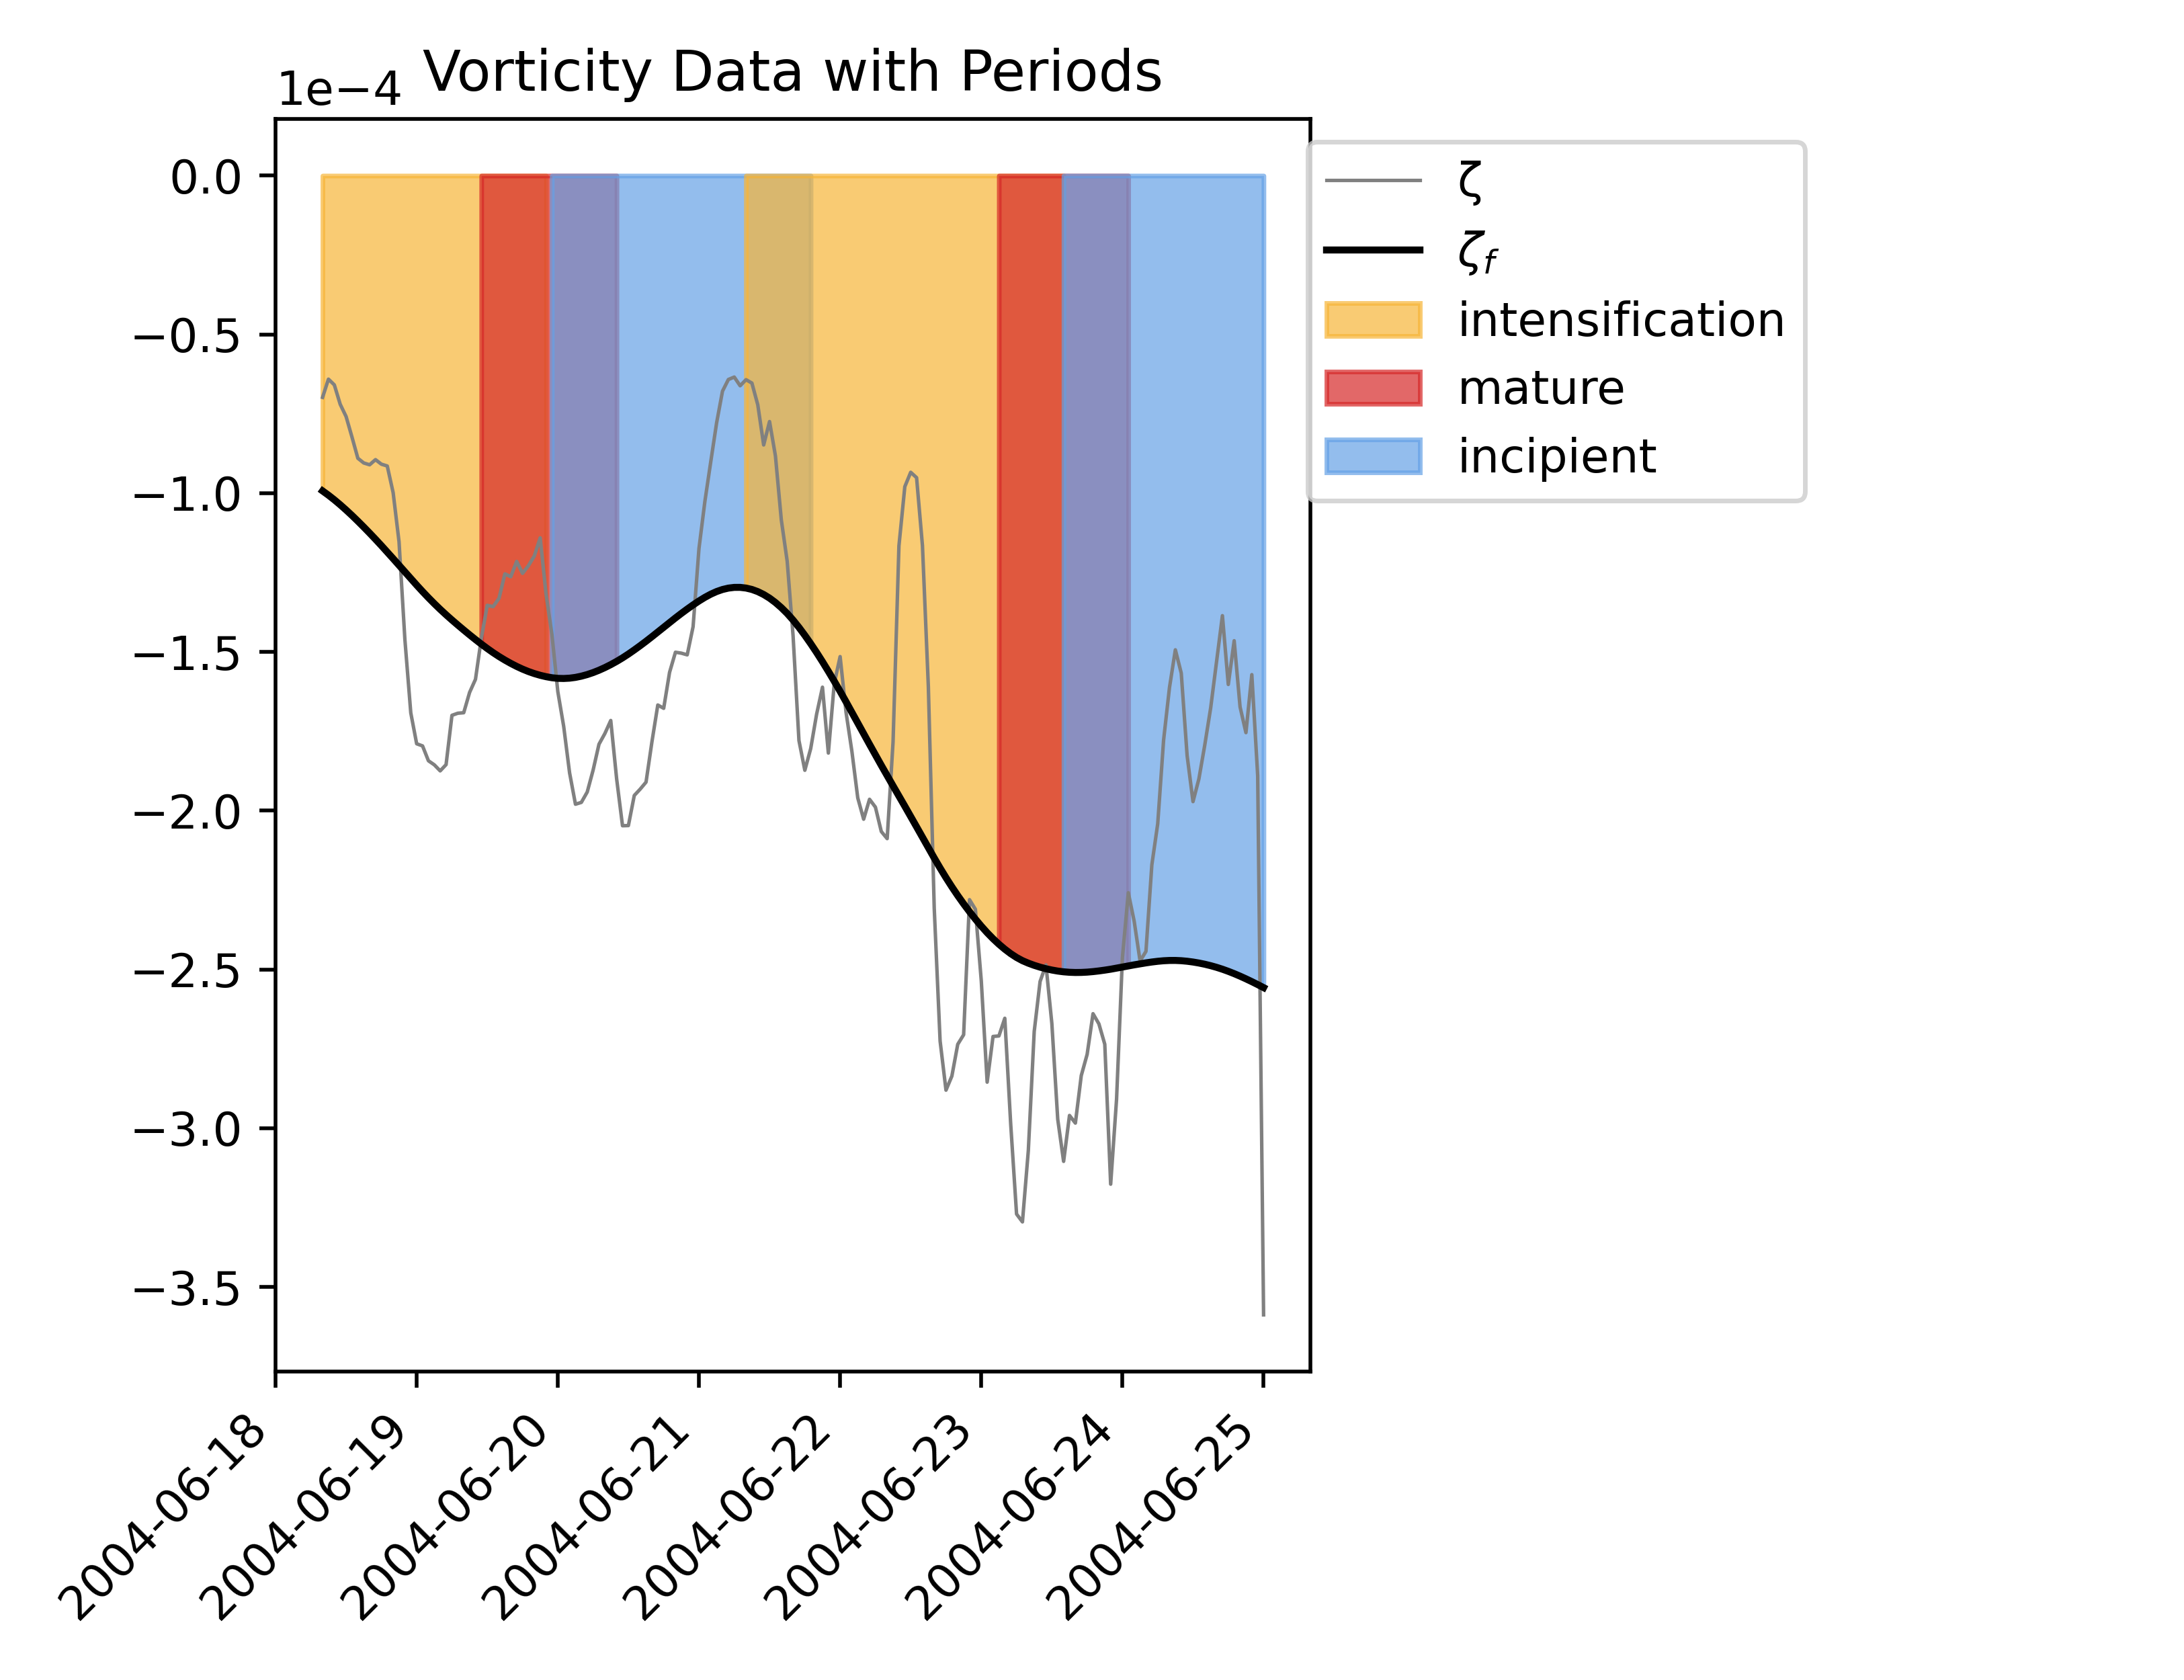 Vorticity Data with Periods
1e−4
0.0
−0.5
−1.0
−1.5
−2.0
−2.5
−3.0
−3.5
2004-06-18
2004-06-19
2004-06-20
2004-06-21
2004-06-22
2004-06-23
2004-06-24
2004-06-25
ζ
ζf
intensification
mature
incipient